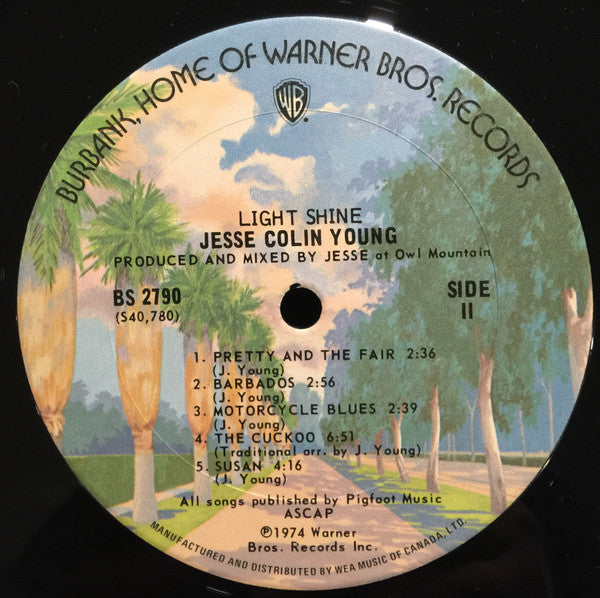 BURBANK, HOME OF WARNER BROS. RECORDS
WB
LIGHT SHINE
JESSE COLIN YOUNG
PRODUCED AND MIXED BY JESSE at Owl Mountain
BS 2790
(S40,780)
SIDE
II
1. PRETTY AND THE FAIR 2:36
(J. Young)
2. BARBADOS 2:56
(J. Young)
3. MOTORCYCLE BLUES 2:39
(J. Young)
4. THE CUCKOO 6:51
(Traditional arr. by J. Young)
5. SUSAN 4:16
(J. Young)
All songs published by Pigfoot Music
ASCAP
℗1974 Warner
Bros. Records Inc.
MANUFACTURED AND DISTRIBUTED BY WEA MUSIC OF CANADA, LTD.